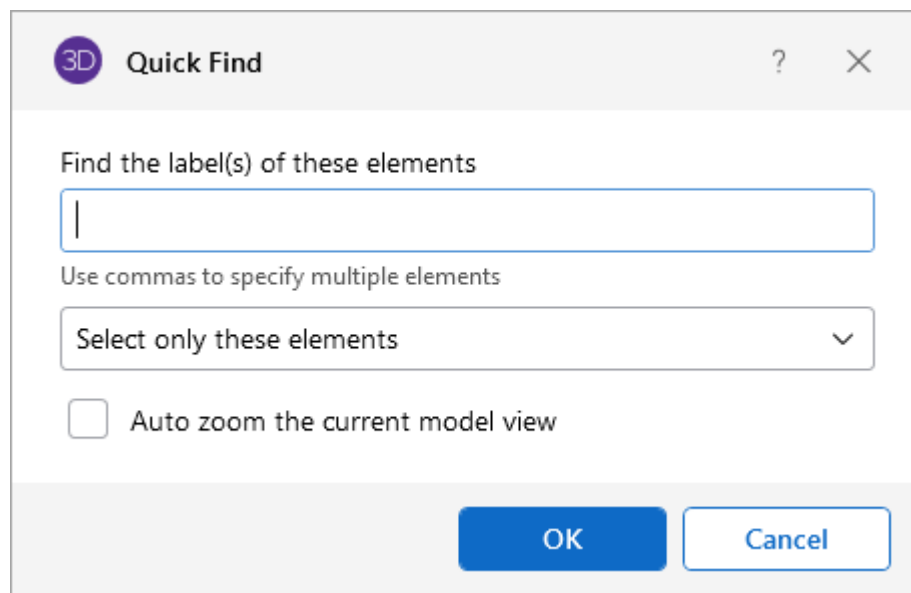 3D Quick Find ?
Find the label(s) of these elements
Use commas to specify multiple elements
Select only these elements
Auto zoom the current model view
OK Cancel